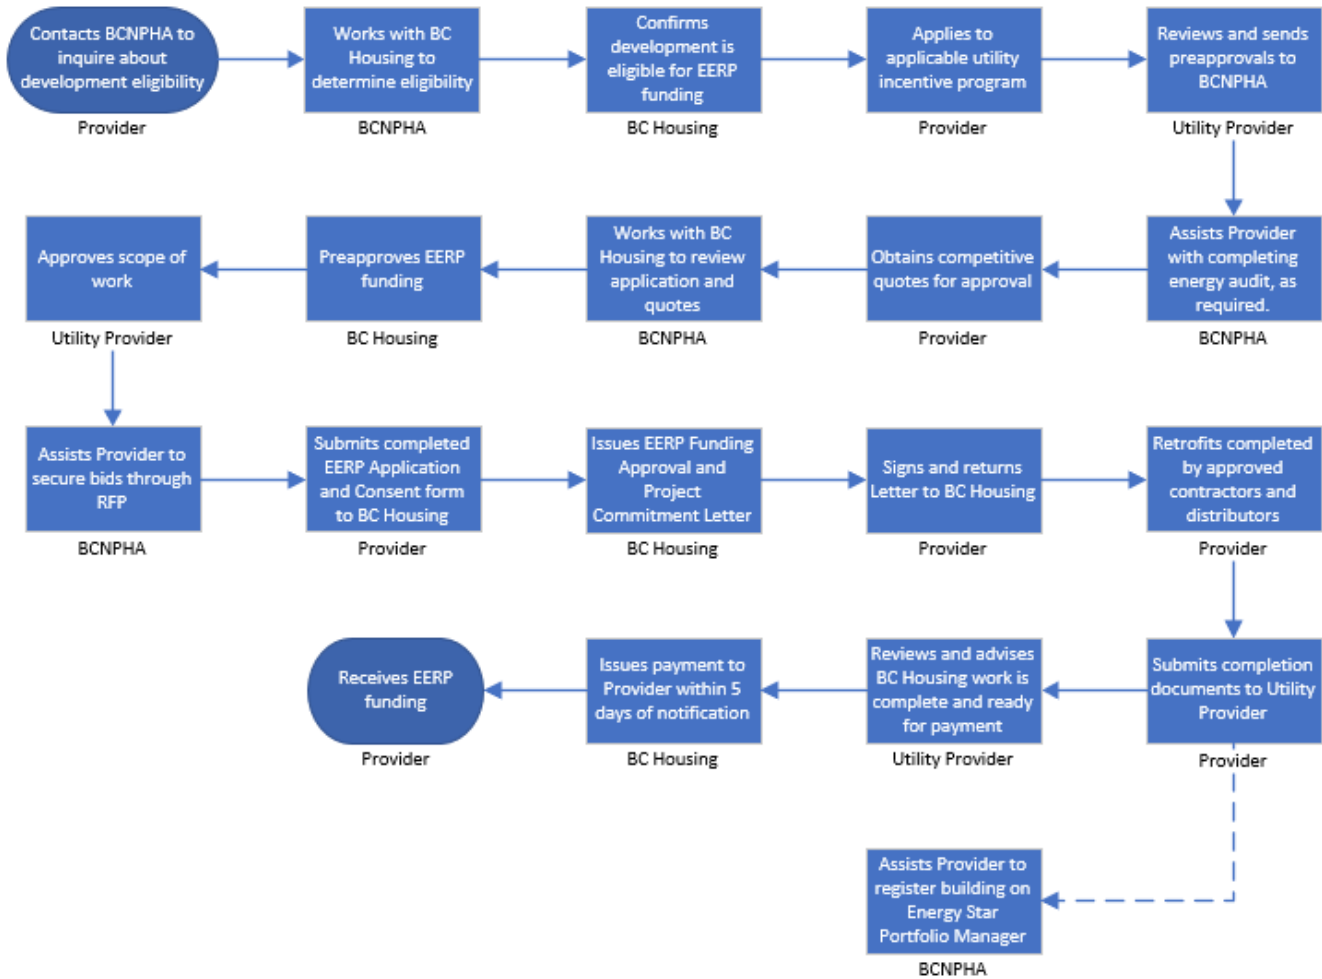 Contacts BCNPHA to
inquire about
development eligibility
Provider
Works with BC
Housing to
determine eligibility
BCNPHA
Confirms
development is
eligible for EERP
funding
BC Housing
Applies to
applicable utility
incentive program
Provider
Reviews and sends
preapprovals to
BCNPHA
Utility Provider
Assists Provider
with completing
energy audit, as
required.
BCNPHA
Obtains competitive
quotes for approval
Provider
Works with BC
Housing to review
application and
quotes
BCNPHA
Preapproves EERP
funding
BC Housing
Approves scope of
work
Utility Provider
Assists Provider to
secure bids through
RFP
BCNPHA
Submits completed
EERP Application
and Consent form
to BC Housing
Provider
Issues EERP Funding
Approval and
Project
Commitment Letter
BC Housing
Signs and returns
Letter to BC Housing
Provider
Retrofits completed
by approved
contractors and
distributors
Provider
Submits completion
documents to Utility
Provider
Provider
Reviews and advises
BC Housing work is
complete and ready
for payment
Utility Provider
Issues payment to
Provider within 5
days of notification
BC Housing
Receives EERP
funding
Provider
Assists Provider to
register building on
Energy Star
Portfolio Manager
BCNPHA